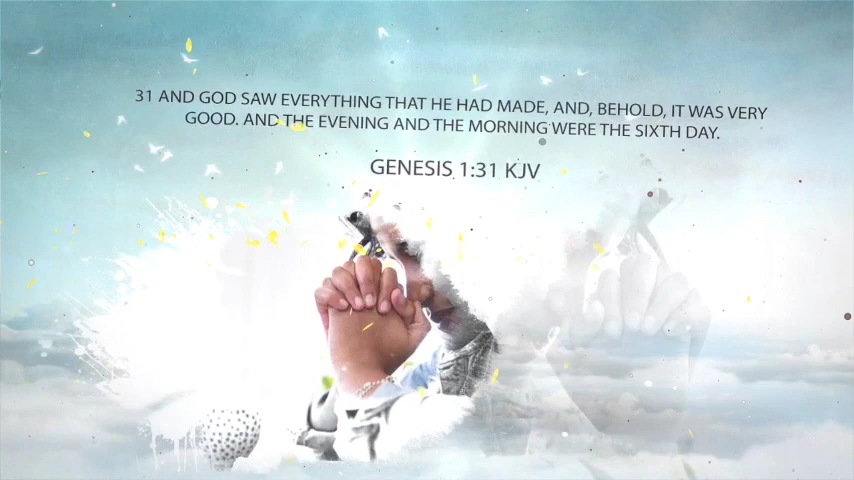 31 AND GOD SAW EVERYTHING THAT HE HAD MADE, AND, BEHOLD, IT WAS VERY
GOOD. AND THE EVENING AND THE MORNING WERE THE SIXTH DAY.
GENESIS 1:31 KJV